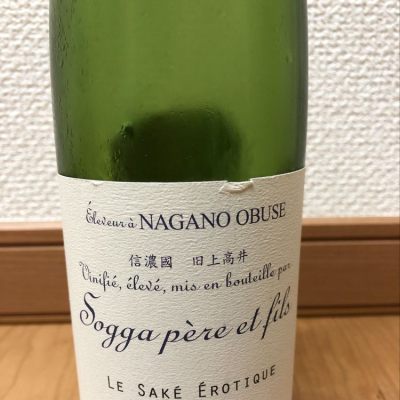 Éleveur à NAGANO OBUSE
信濃國 旧上高井
Vinifié, élevé, mis en bouteille par
Sogga père et fils
LE SAKÉ ÉROTIQUE